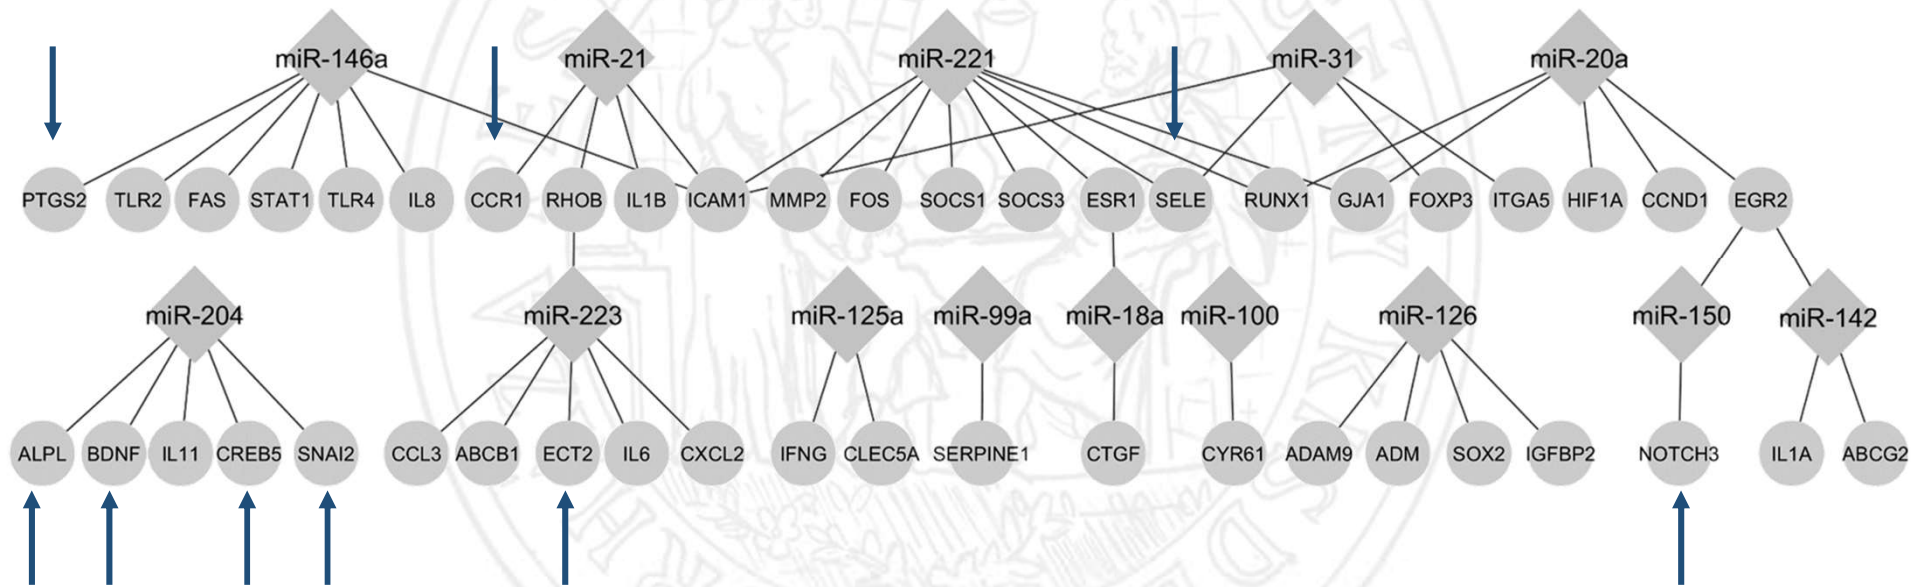 miR-146a miR-21 miR-221 miR-31 miR-20a
PTGS2 TLR2 FAS STAT1 TLR4 IL8 CCR1 RHOB IL1B ICAM1 MMP2 FOS SOCS1 SOCS3 ESR1 SELE RUNX1 GJA1 FOXP3 ITGA5 HIF1A CCND1 EGR2
miR-204 miR-223 miR-125a miR-99a miR-18a miR-100 miR-126 miR-150 miR-142
ALPL BDNF IL11 CREB5 SNAI2 CCL3 ABCB1 ECT2 IL6 CXCL2 IFNG CLEC5A SERPINE1 CTGF CYR61 ADAM9 ADM SOX2 IGFBP2 NOTCH3 IL1A ABCG2